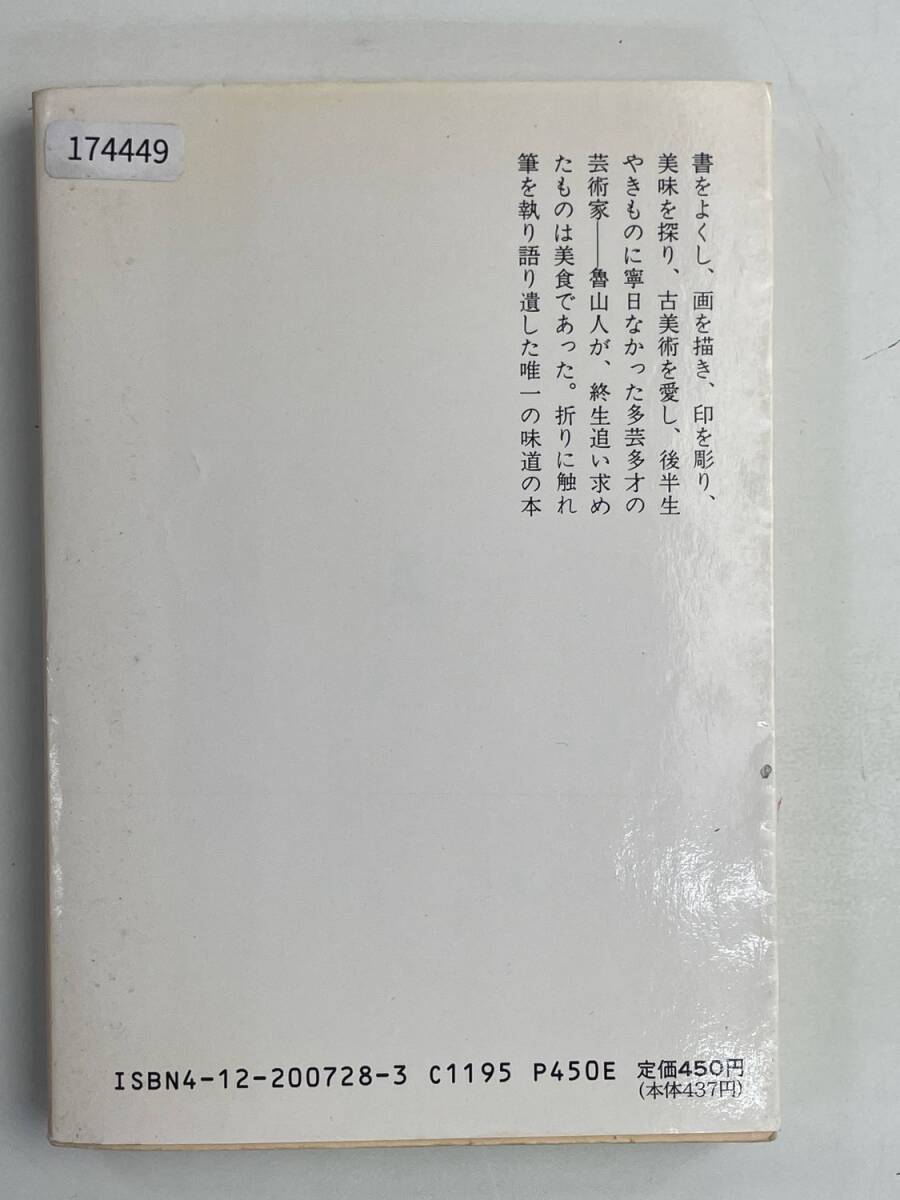 174449
書をよくし、画を描き、印を彫り、
美味を探り、古美術を愛し、後半生
やきものに寧日なかった多芸多才の
芸術家――魯山人が、終生追い求め
たものは美食であった。折りに触れ
筆を執り語り遺した唯一の味道の本
ISBN4-12-200728-3 C1195 P450E 定価450円
(本体437円)